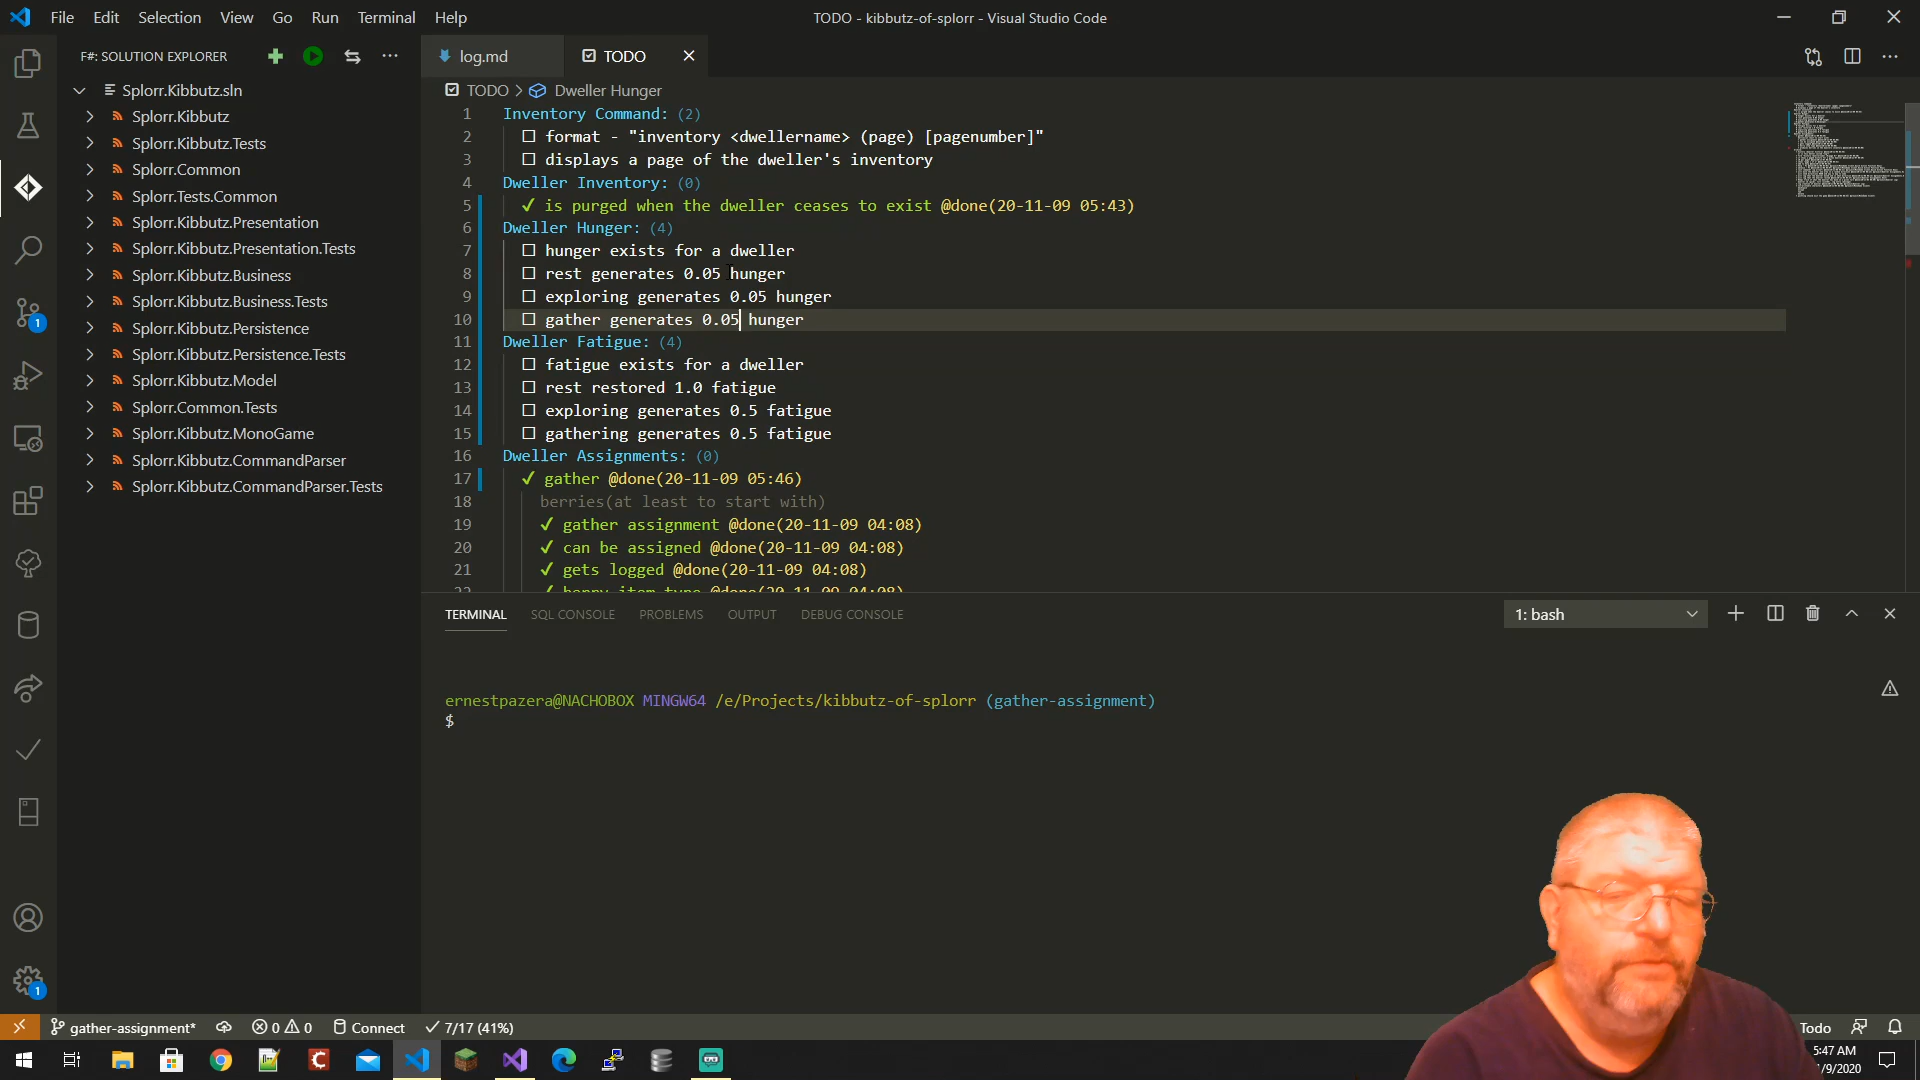 File Edit Selection View Go Run Terminal Help
TODO - kibbutz-of-splorr - Visual Studio Code
F#: SOLUTION EXPLORER
log.md
TODO
TODO > Dweller Hunger
Splorr.Kibbutz.sln
Splorr.Kibbutz
Splorr.Kibbutz.Tests
Splorr.Common
Splorr.Tests.Common
Splorr.Kibbutz.Presentation
Splorr.Kibbutz.Presentation.Tests
Splorr.Kibbutz.Business
Splorr.Kibbutz.Business.Tests
Splorr.Kibbutz.Persistence
Splorr.Kibbutz.Persistence.Tests
Splorr.Kibbutz.Model
Splorr.Common.Tests
Splorr.Kibbutz.MonoGame
Splorr.Kibbutz.CommandParser
Splorr.Kibbutz.CommandParser.Tests
1 Inventory Command: (2)
2 ☐ format - "inventory <dwellername> (page) [pagenumber]"
3 ☐ displays a page of the dweller's inventory
4 Dweller Inventory: (0)
5 ✓ is purged when the dweller ceases to exist @done(20-11-09 05:43)
6 Dweller Hunger: (4)
7 ☐ hunger exists for a dweller
8 ☐ rest generates 0.05 hunger
9 ☐ exploring generates 0.05 hunger
10 ☐ gather generates 0.05 hunger
11 Dweller Fatigue: (4)
12 ☐ fatigue exists for a dweller
13 ☐ rest restored 1.0 fatigue
14 ☐ exploring generates 0.5 fatigue
15 ☐ gathering generates 0.5 fatigue
16 Dweller Assignments: (0)
17 ✓ gather @done(20-11-09 05:46)
18 berries(at least to start with)
19 ✓ gather assignment @done(20-11-09 04:08)
20 ✓ can be assigned @done(20-11-09 04:08)
21 ✓ gets logged @done(20-11-09 04:08)
22 ✓ berry item type @done(20-11-09 04:08)
TERMINAL SQL CONSOLE PROBLEMS OUTPUT DEBUG CONSOLE
1: bash
ernestpazera@NACHOBOX MINGW64 /e/Projects/kibbutz-of-splorr (gather-assignment)
$
1
1
gather-assignment* 0 0 Connect 7/17 (41%)
Todo
5:47 AM
/9/2020